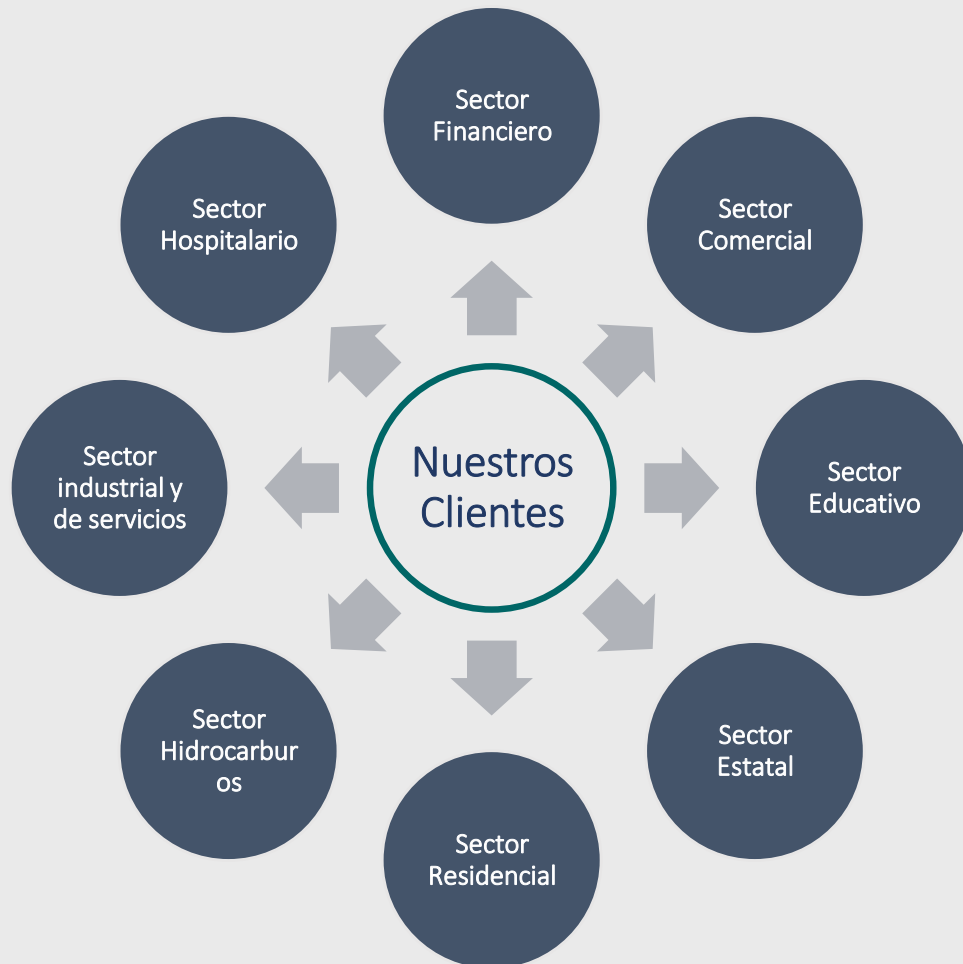 Sector
Financiero
Sector
Comercial
Sector
Educativo
Sector
Estatal
Sector
Residencial
Sector
Hidrocarbur
os
Sector
industrial y
de servicios
Sector
Hospitalario
Nuestros
Clientes